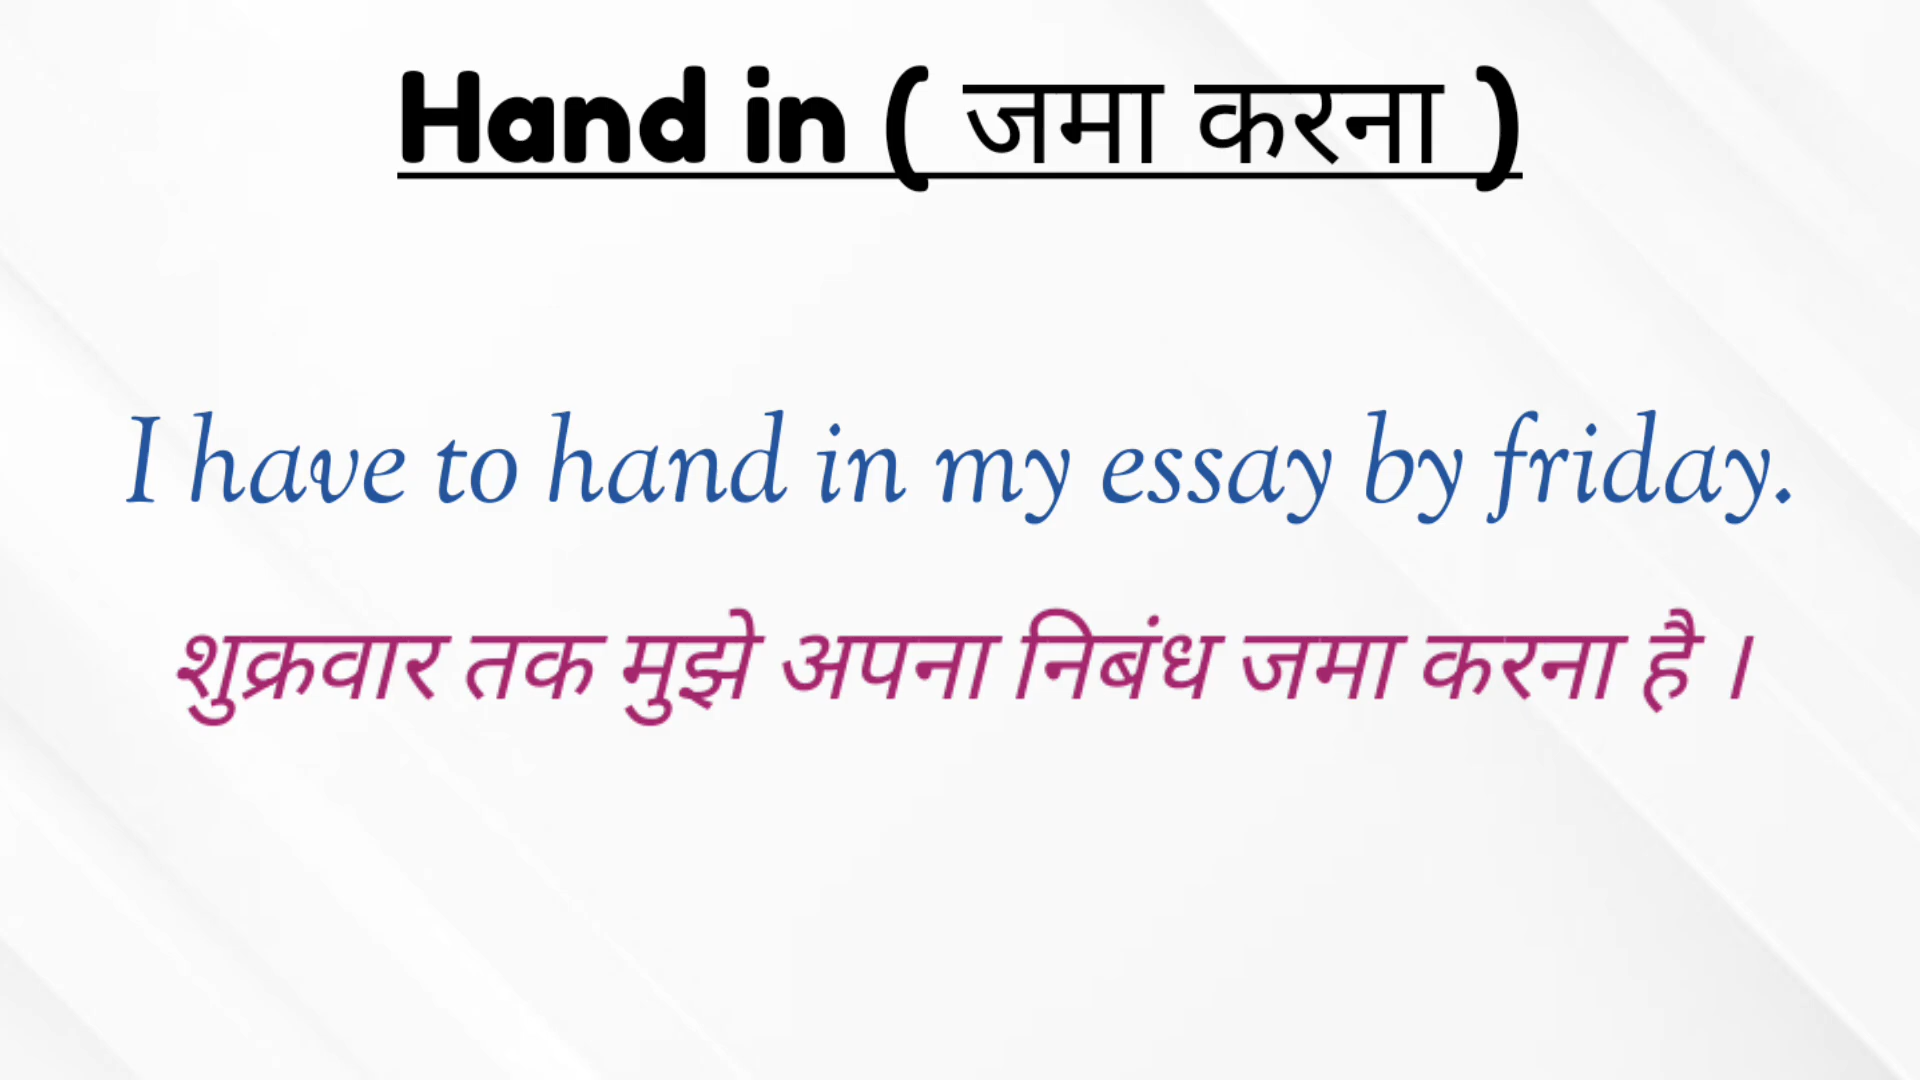 Hand in ( जमा करना )
I have to hand in my essay by friday.
शुक्रवार तक मुझे अपना निबंध जमा करना है ।